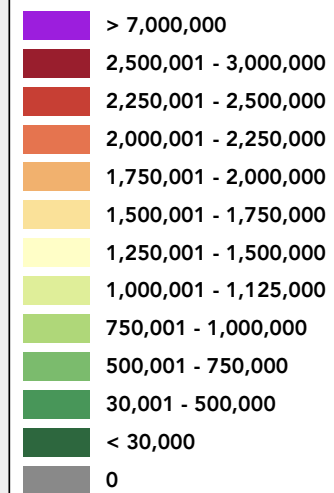 > 7,000,000
2,500,001 - 3,000,000
2,250,001 - 2,500,000
2,000,001 - 2,250,000
1,750,001 - 2,000,000
1,500,001 - 1,750,000
1,250,001 - 1,500,000
1,000,001 - 1,125,000
750,001 - 1,000,000
500,001 - 750,000
30,001 - 500,000
< 30,000
0